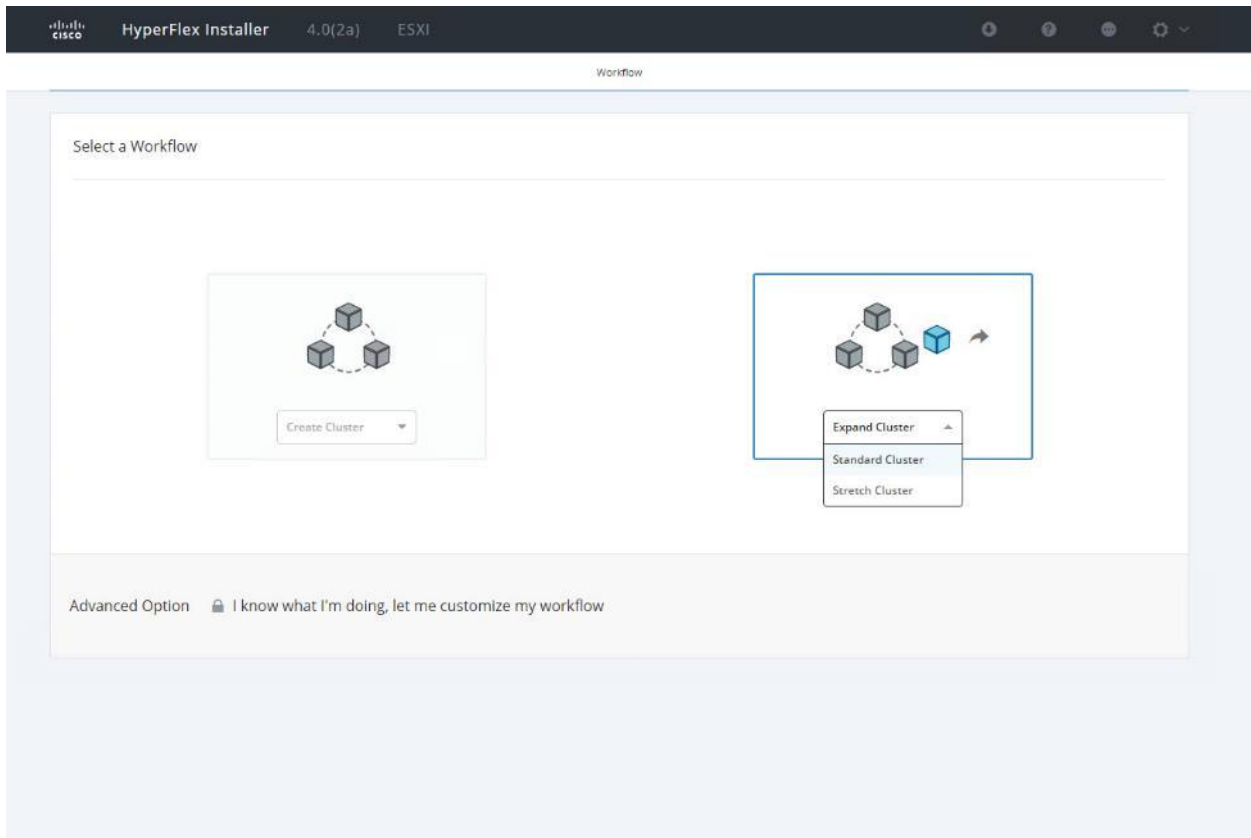 CISCO HyperFlex Installer 4.0(2a) ESXI
Workflow
Select a Workflow
Create Cluster
Expand Cluster
Standard Cluster
Stretch Cluster
Advanced Option I know what I'm doing, let me customize my workflow